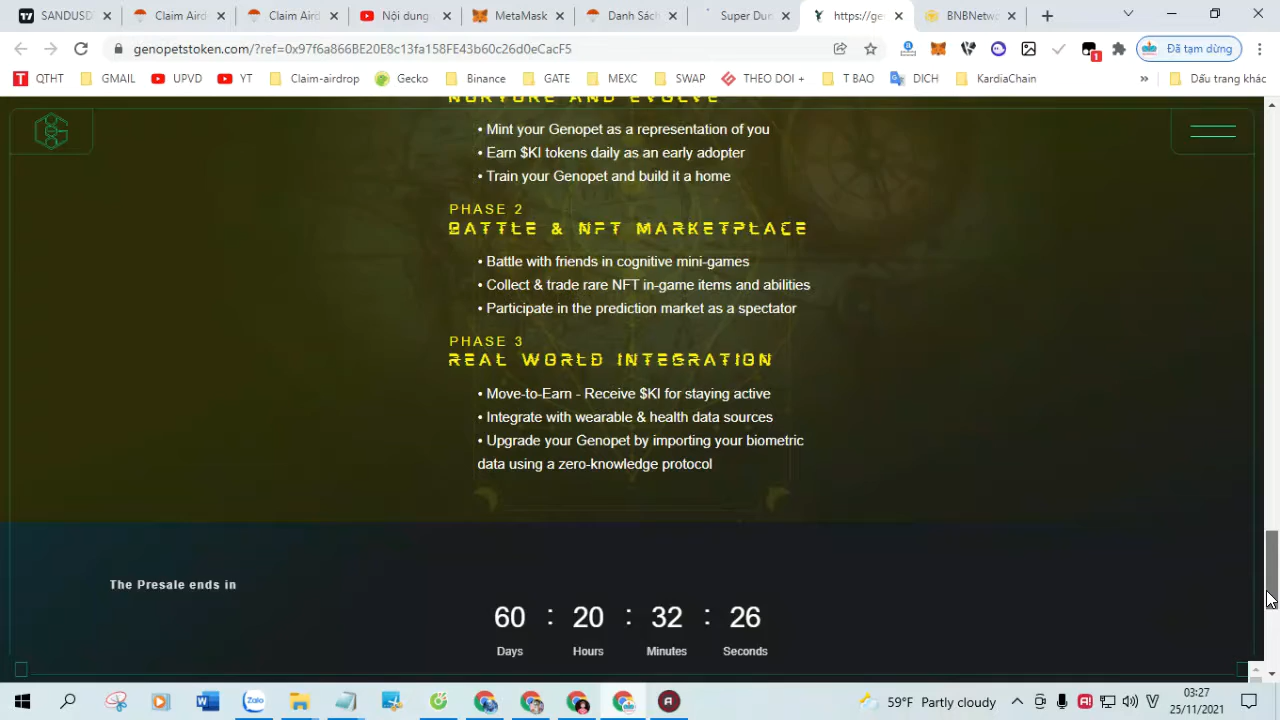 SANDUSD
Claim Aird
Claim Aird
Nội dung
MetaMask
Danh Sách
Super Dum
https://ge
BNBNetwo
genopetstoken.com/?ref=0x97f6a866BE20E8c13fa158FE43b60c26d0eCacF5
1
Đã tạm dừng
QTHT
GMAIL
UPVD
YT
Claim-airdrop
Gecko
Binance
GATE
MEXC
SWAP
THEO DOI +
T BAO
DICH
KardiaChain
»
Dấu trang khác
NURTURE AND EVOLVE
• Mint your Genopet as a representation of you
• Earn $KI tokens daily as an early adopter
• Train your Genopet and build it a home
PHASE 2
BATTLE & NFT MARKETPLACE
• Battle with friends in cognitive mini-games
• Collect & trade rare NFT in-game items and abilities
• Participate in the prediction market as a spectator
PHASE 3
REAL WORLD INTEGRATION
• Move-to-Earn - Receive $KI for staying active
• Integrate with wearable & health data sources
• Upgrade your Genopet by importing your biometric
data using a zero-knowledge protocol
The Presale ends in
60 : 20 : 32 : 26
Days Hours Minutes Seconds
Zalo
59°F Partly cloudy
03:27
25/11/2021